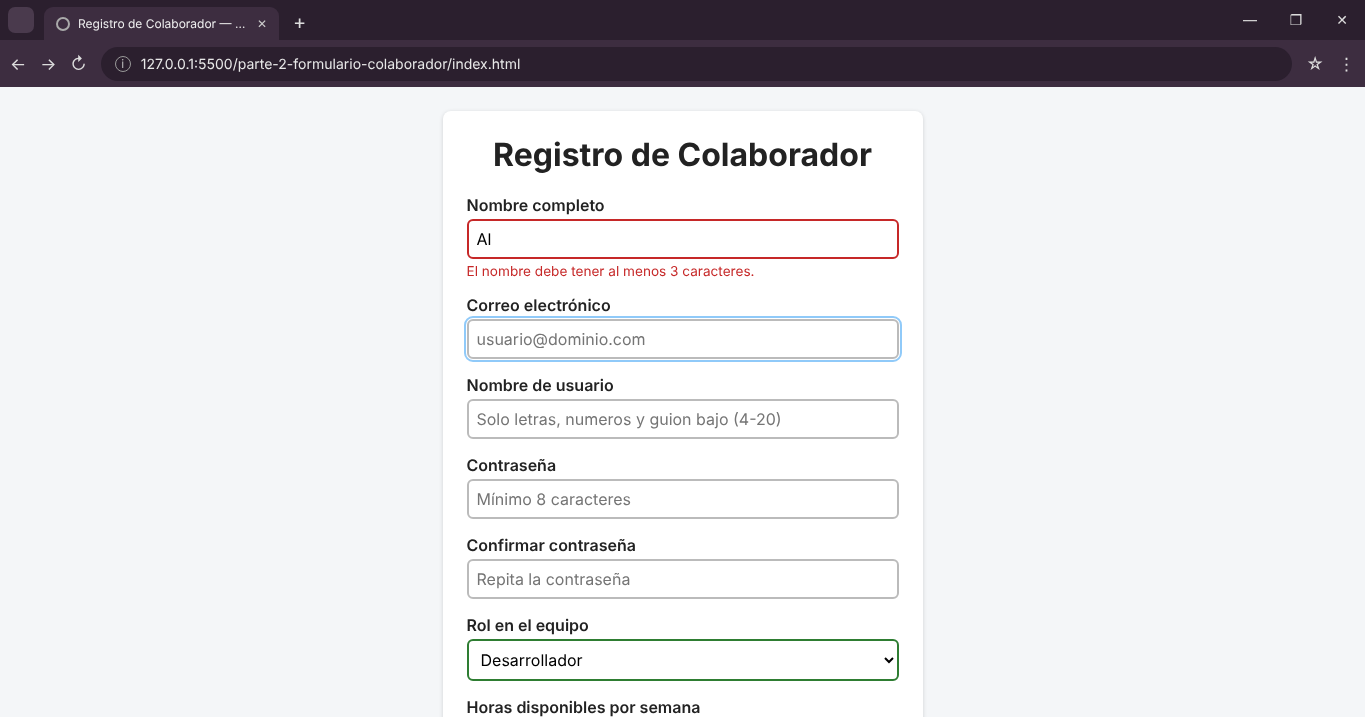 Registro de Colaborador — ...
127.0.0.1:5500/parte-2-formulario-colaborador/index.html
Registro de Colaborador
Nombre completo
Al
El nombre debe tener al menos 3 caracteres.
Correo electrónico
usuario@dominio.com
Nombre de usuario
Solo letras, numeros y guion bajo (4-20)
Contraseña
Mínimo 8 caracteres
Confirmar contraseña
Repita la contraseña
Rol en el equipo
Desarrollador
Horas disponibles por semana